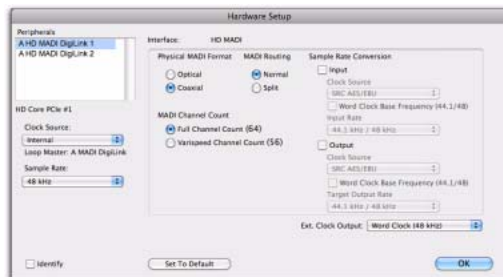 Hardware Setup
Peripherals
A HD MADI DigiLink 1
A HD MADI DigiLink 2
HD Core PCIe #1
Clock Source:
Internal
Loop Master: A MADI DigiLink
Sample Rate:
48 kHz
Identify
Interface: HD MADI
Physical MADI Format
Optical
Coaxial
MADI Routing
Normal
Split
MADI Channel Count
Full Channel Count (64)
Varispeed Channel Count (56)
Sample Rate Conversion
Input
Clock Source
SRC AES/EBU
Word Clock Base Frequency (44.1/48)
Input Rate
44.1 kHz / 48 kHz
Output
Clock Source
SRC AES/EBU
Word Clock Base Frequency (44.1/48)
Target Output Rate
44.1 kHz / 48 kHz
Ext. Clock Output: Word Clock (48 kHz)
Set To Default
OK